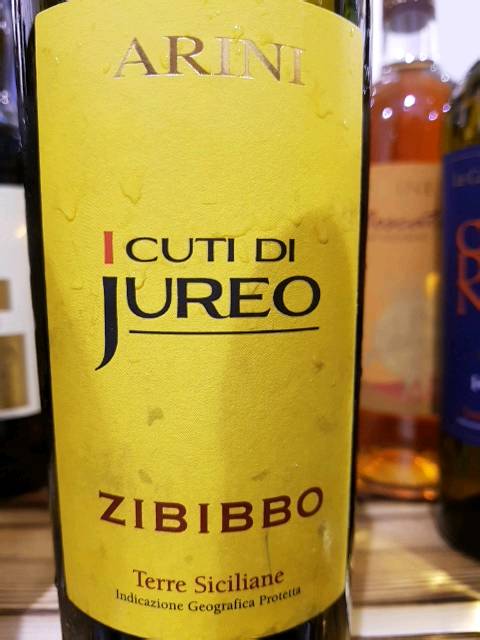 ARINI
I CUTI DI
JUREO
ZIBIBBO
Terre Siciliane
Indicazione Geografica Protetta